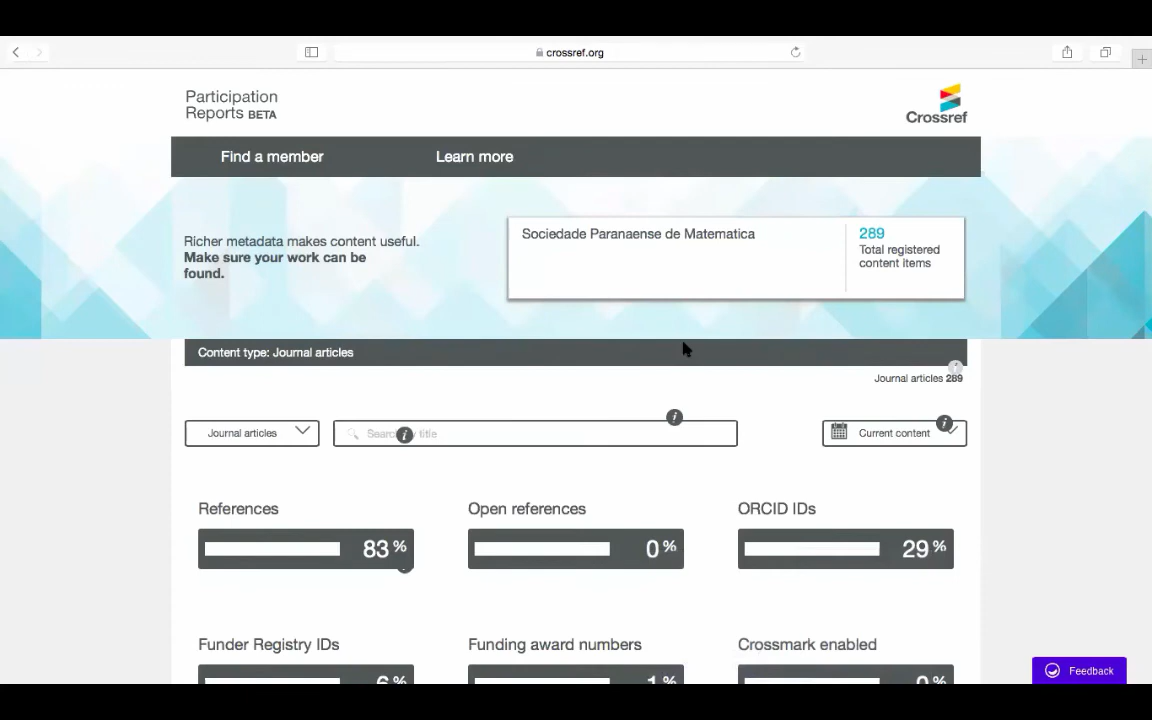 crossref.org
Participation
Reports BETA
Crossref
Find a member
Learn more
Richer metadata makes content useful.
Make sure your work can be
found.
Sociedade Paranaense de Matematica
289
Total registered
content items
Content type: Journal articles
Journal articles 289
Journal articles
title
Current content
References
Open references
ORCID IDs
83 %
0 %
29 %
Funder Registry IDs
Funding award numbers
Crossmark enabled
Feedback